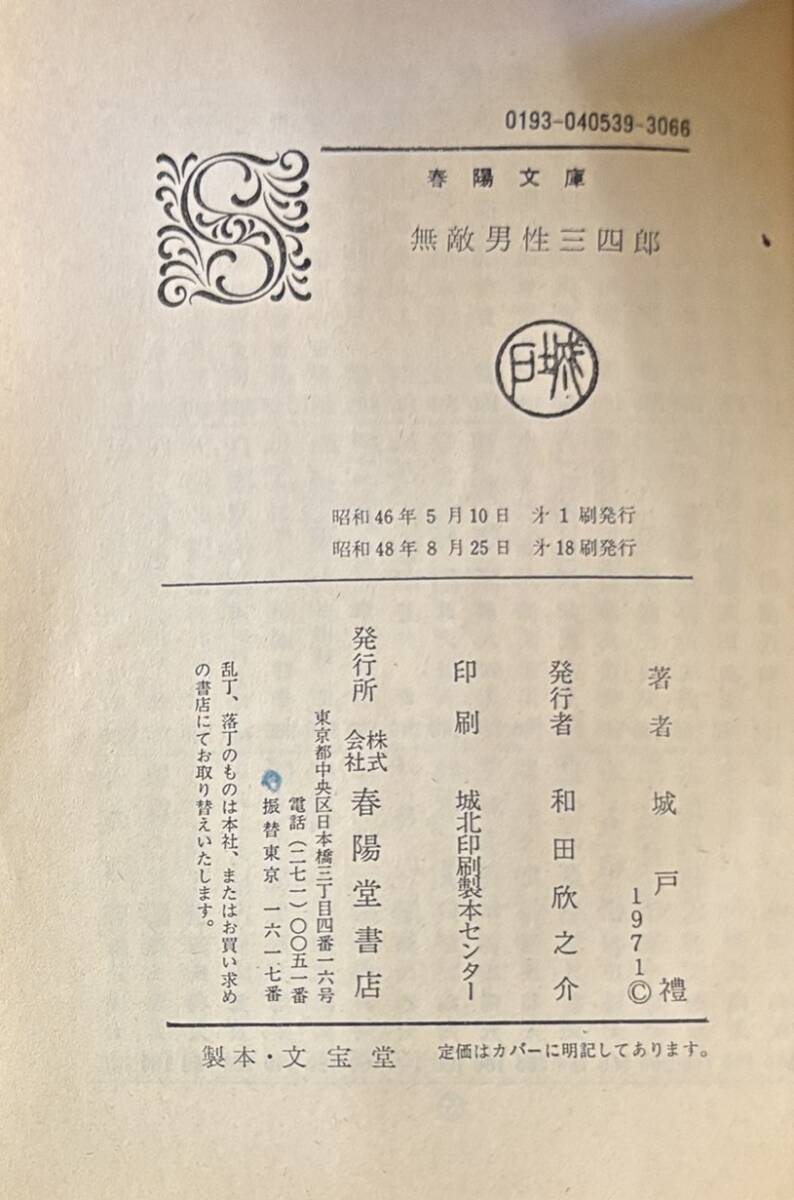 0193-040539-3066
春陽文庫
無敵男性三四郎
城戸
昭和46年5月10日 才1刷発行
昭和48年8月25日 才18刷発行
著者 城戸禮
1971©
発行者 和田欣之介
印刷 城北印刷製本センター
発行所 株式会社 春陽堂書店
東京都中央区日本橋三丁目四番一六号
電話(二七一)〇〇五一番
振替東京 一六一七番
乱丁、落丁のものは本社、またはお買い求め
の書店にてお取り替えいたします。
製本・文宝堂
定価はカバーに明記してあります。